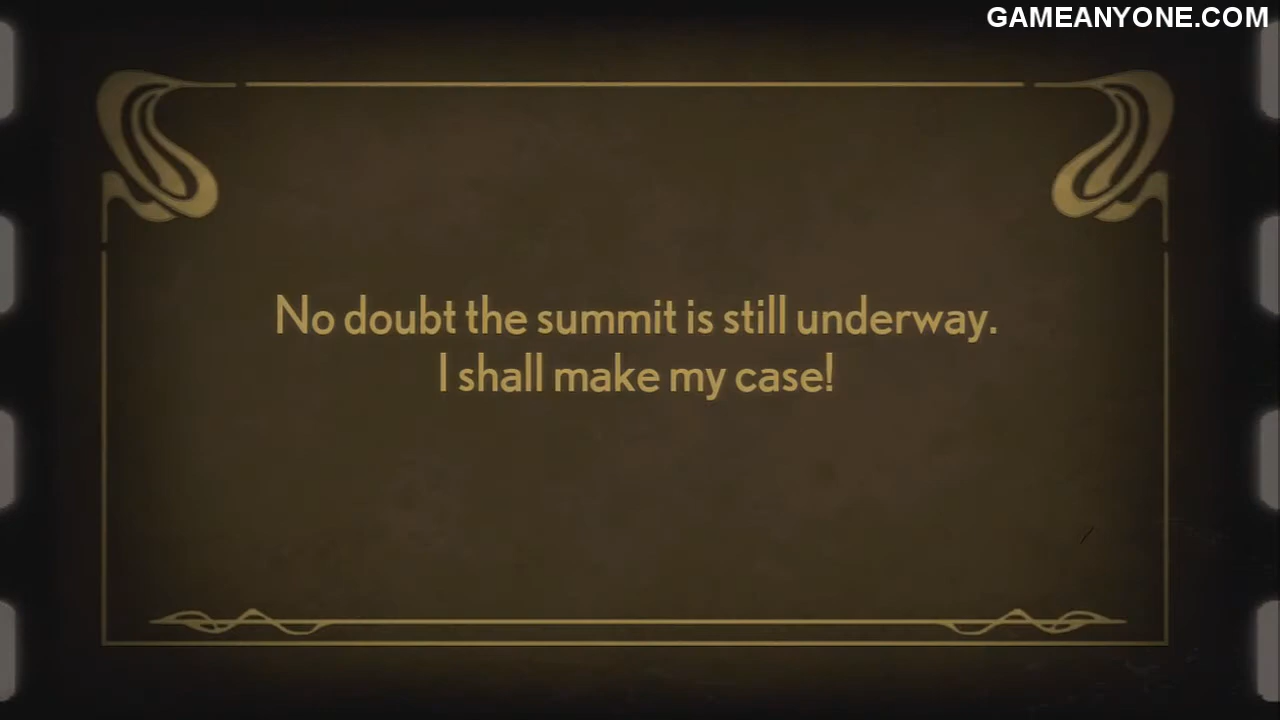 GAMEANYONE.COM
No doubt the summit is still underway.
I shall make my case!